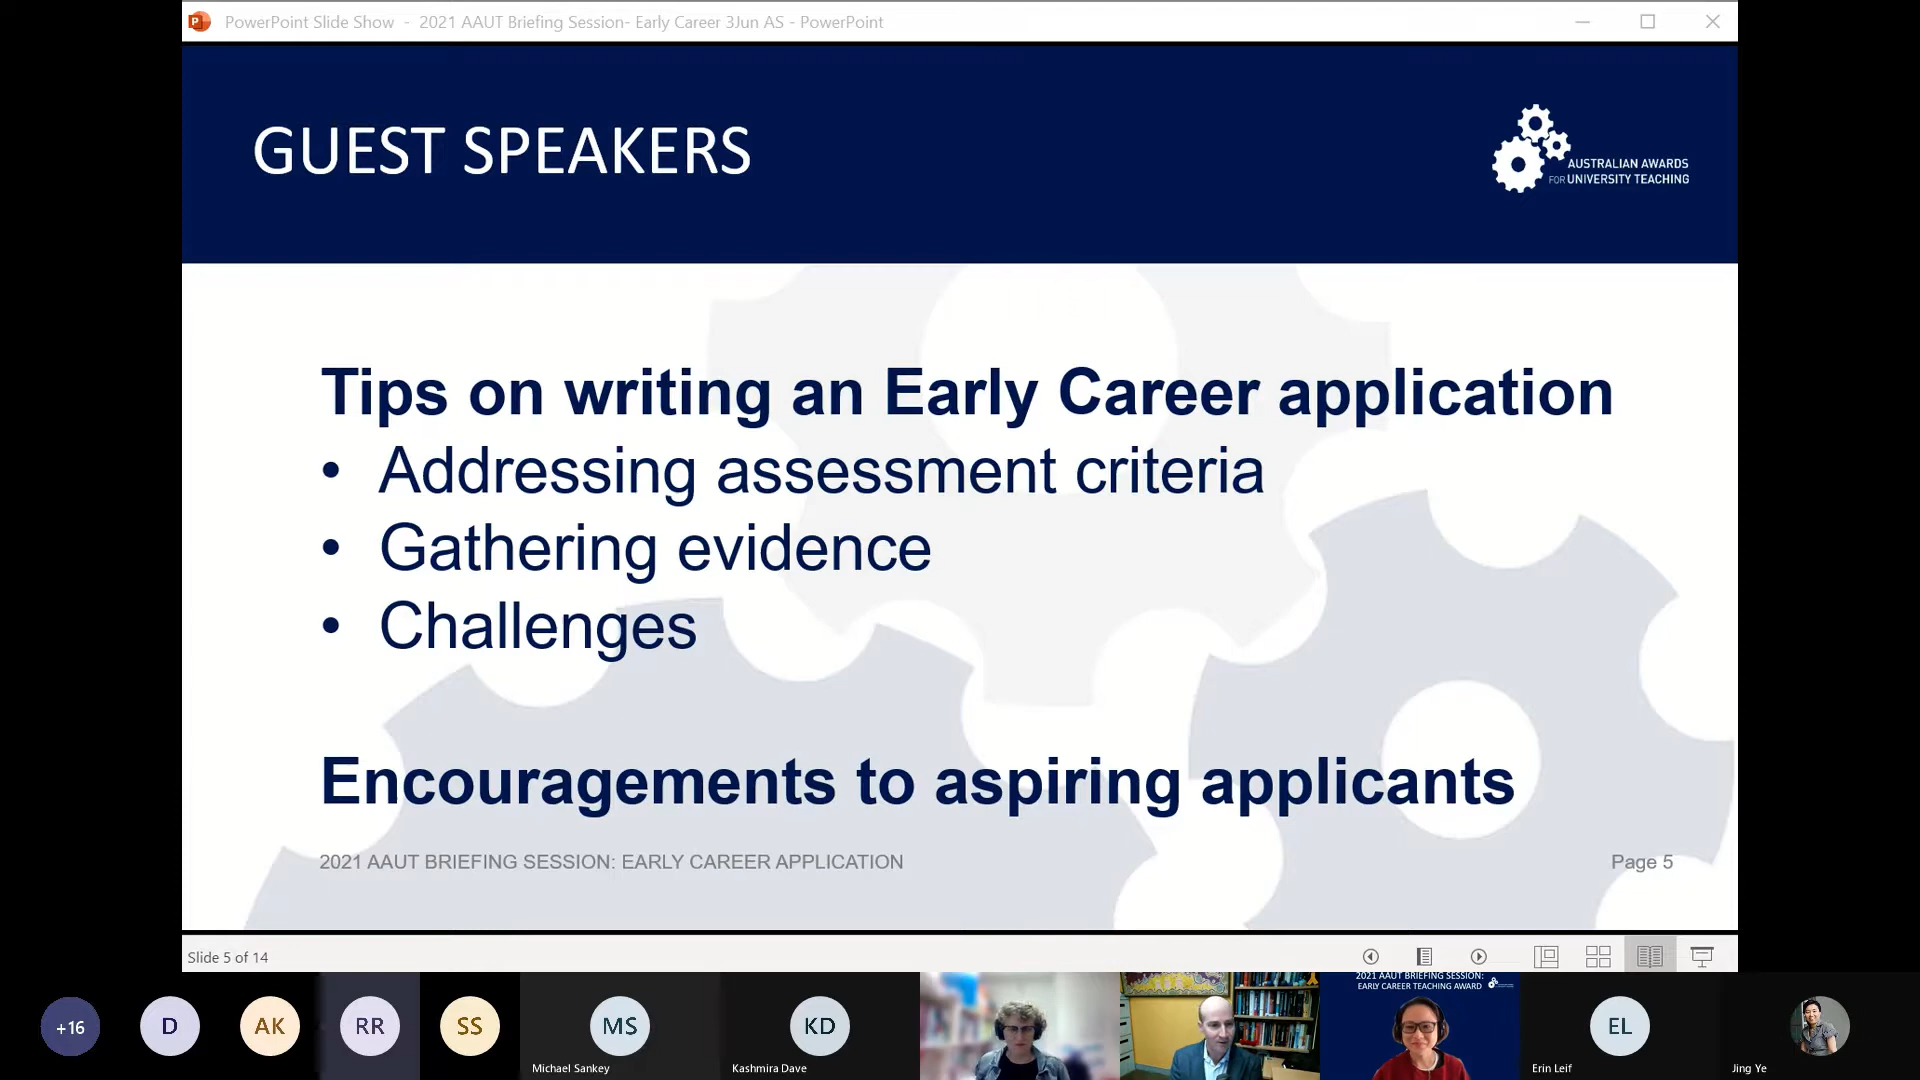 PowerPoint Slide Show - 2021 AAUT Briefing Session- Early Career 3Jun AS - PowerPoint
GUEST SPEAKERS
AUSTRALIAN AWARDS
FOR UNIVERSITY TEACHING
Tips on writing an Early Career application
• Addressing assessment criteria
• Gathering evidence
• Challenges
Encouragements to aspiring applicants
2021 AAUT BRIEFING SESSION: EARLY CAREER APPLICATION
Page 5
Slide 5 of 14
+16
D
AK
RR
SS
MS
Michael Sankey
KD
Kashmira Dave
2021 AAUT BRIEFING SESSION:
EARLY CAREER TEACHING AWARD
EL
Erin Leif
Jing Ye